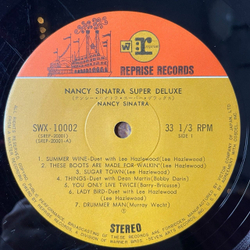 REPRISE RECORDS
NANCY SINATRA SUPER DELUXE
NANCY SINATRA
SWX-10002
33 1/3 RPM
SIDE 1
1. SUMMER WINE-Duet with Lee Hazlewood(Lee Hazlewood)
2. THESE BOOTS ARE MADE FOR WALKIN'(Lee Hazlewood)
3. SUGAR TOWN(Lee Hazlewood)
4. THINGS-Duet with Dean Martin(Bobby Darin)
5. YOU ONLY LIVE TWICE(Barry-Bricusse)
6. LADY BIRD-Duet with Lee Hazlewood(Lee Hazlewood)
7. DRUMMER MAN(Murray Wecht)
STEREO